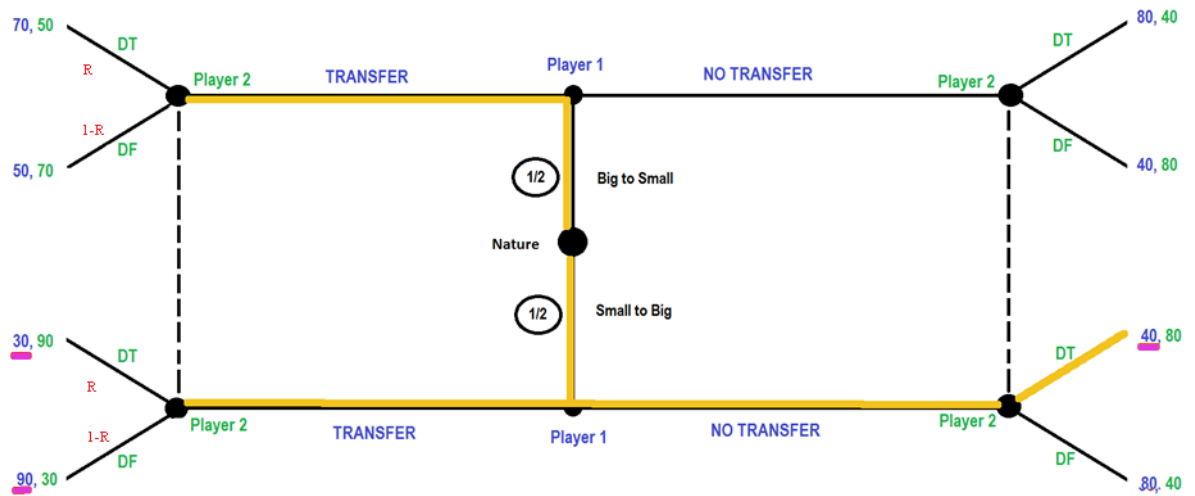 70, 50
DT
R
Player 2
TRANSFER
Player 1
NO TRANSFER
Player 2
80, 40
DT
1-R
DF
50, 70
1/2
Big to Small
DF
40, 80
Nature
1/2
Small to Big
30, 90
DT
R
Player 2
TRANSFER
Player 1
NO TRANSFER
Player 2
DT
40, 80
1-R
DF
90, 30
DF
80, 40